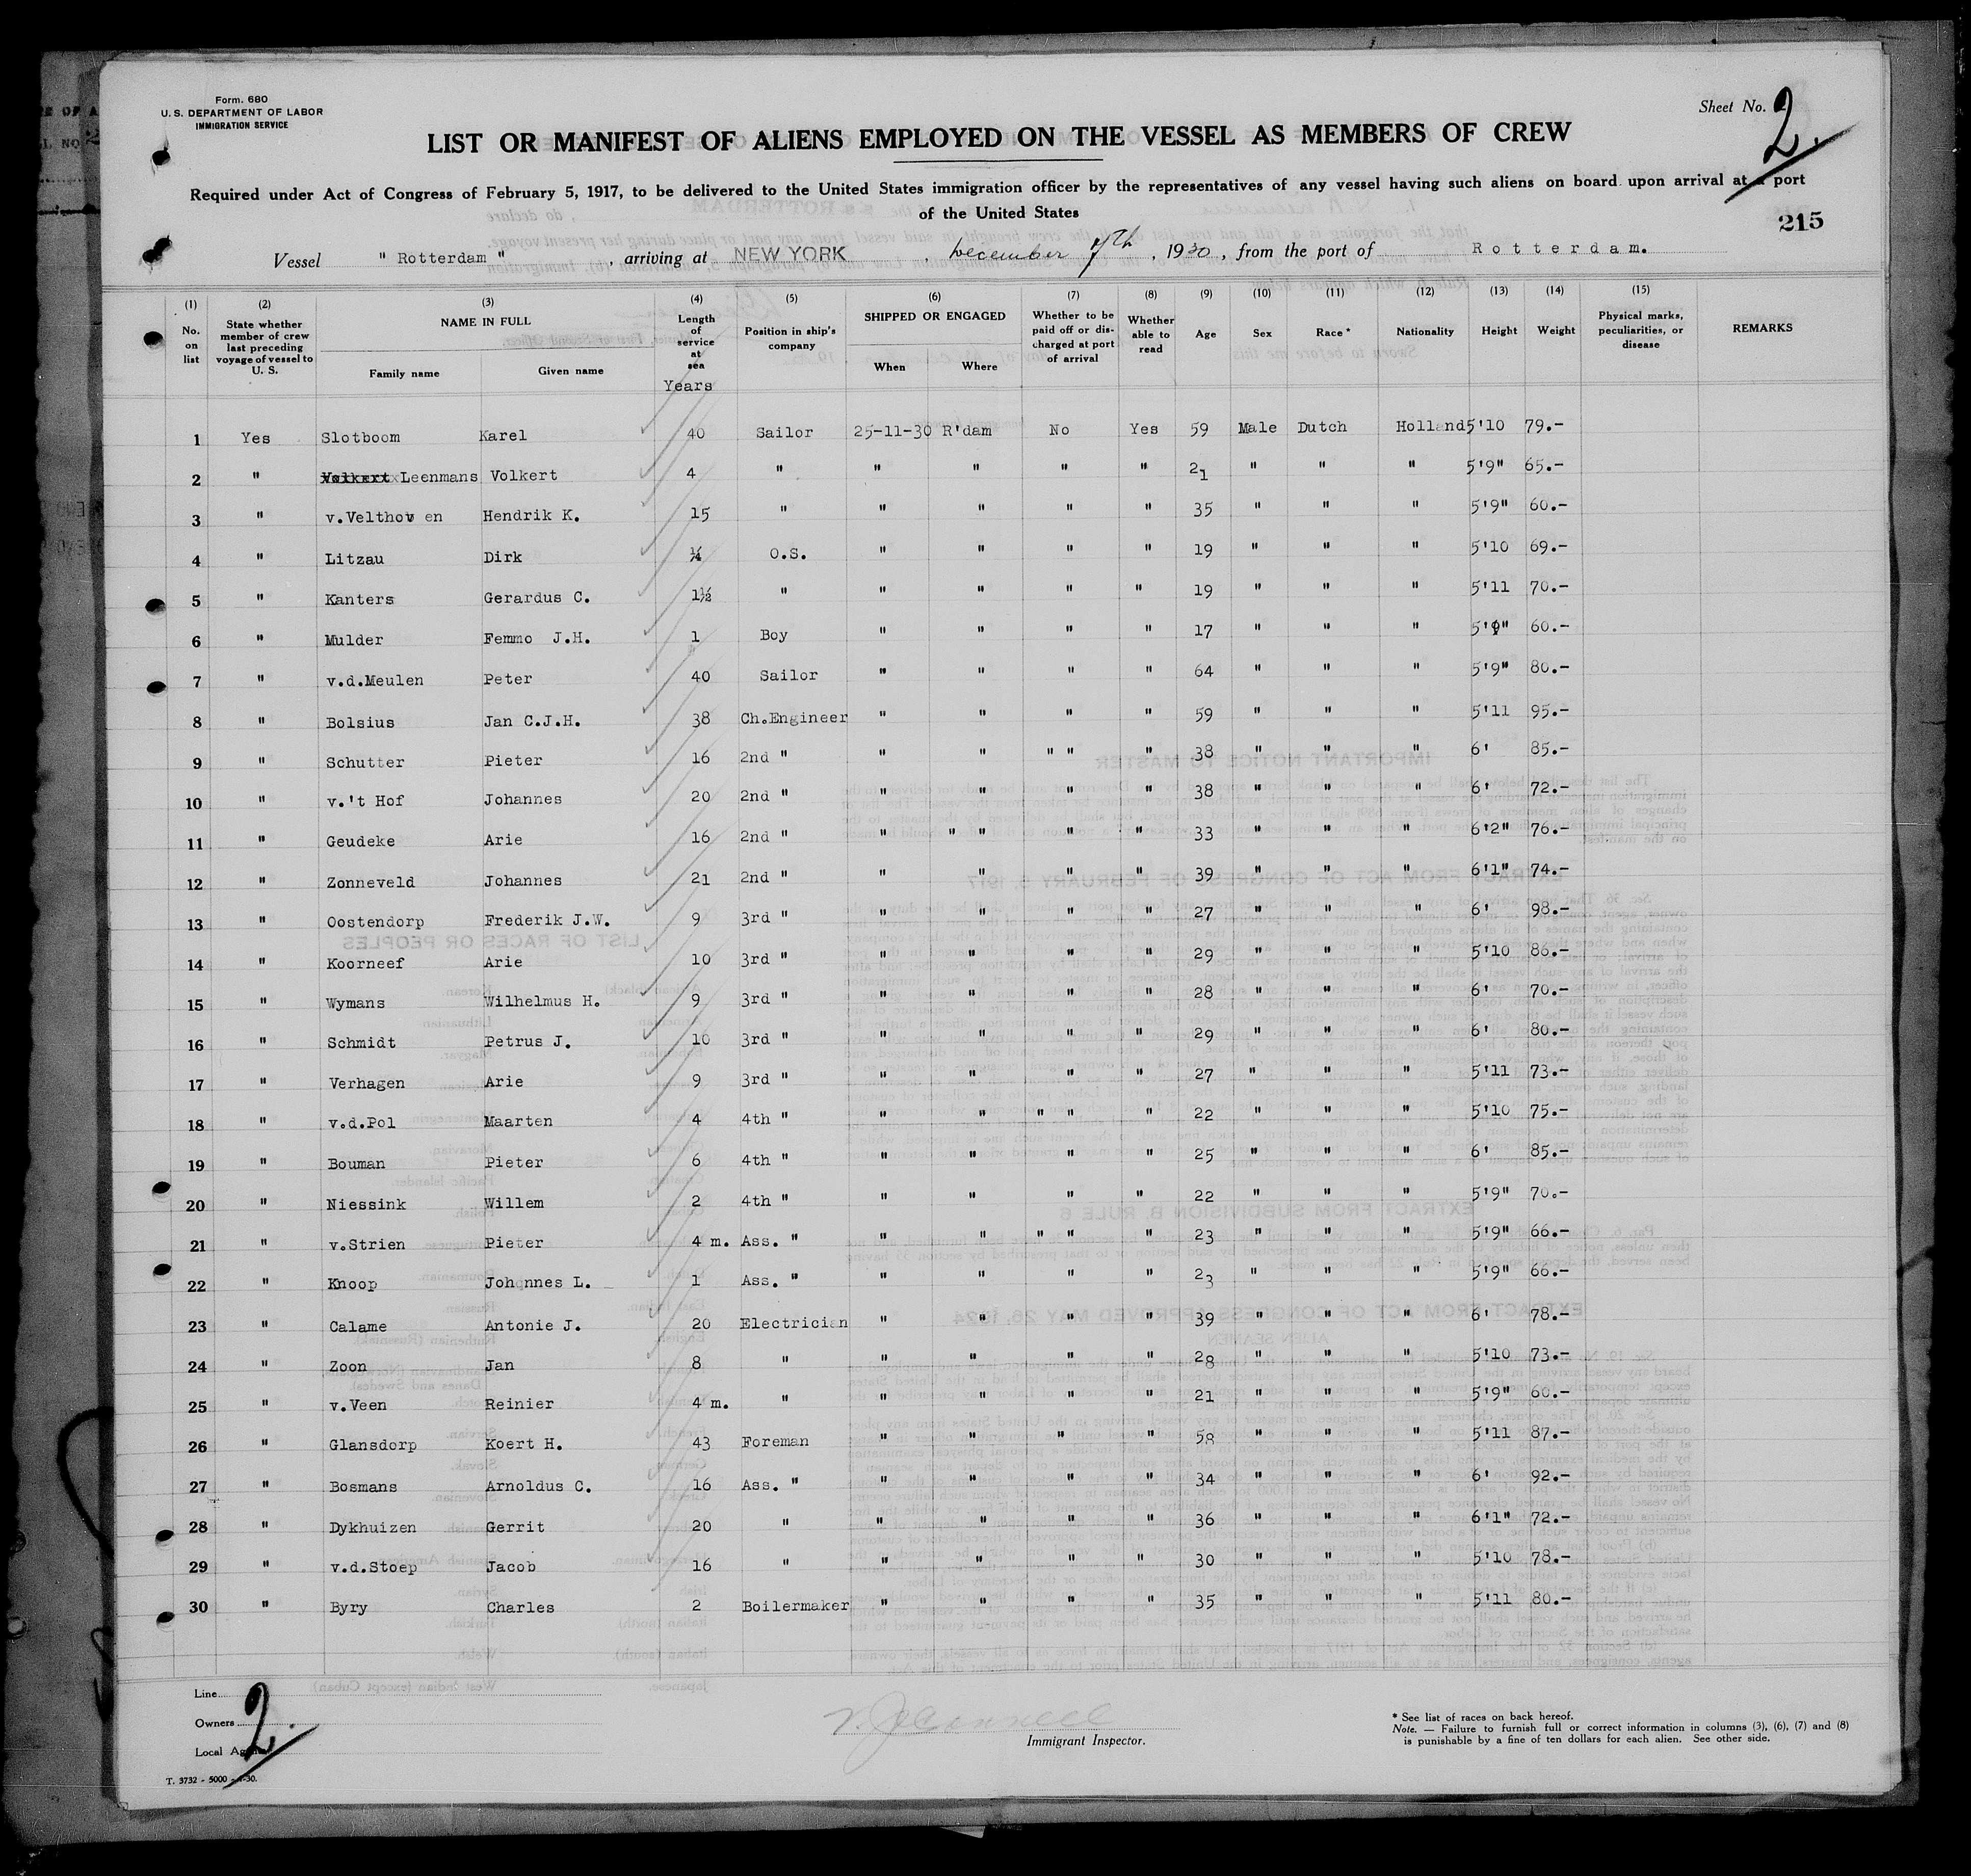 Form. 680
U. S. DEPARTMENT OF LABOR
IMMIGRATION SERVICE
Sheet No. 2.
LIST OR MANIFEST OF ALIENS EMPLOYED ON THE VESSEL AS MEMBERS OF CREW
Required under Act of Congress of February 5, 1917, to be delivered to the United States immigration officer by the representatives of any vessel having such aliens on board upon arrival at a port
of the United States
215
Vessel " Rotterdam " , arriving at NEW YORK , December 7th , 1930 , from the port of Rotterdam.
(1) (2) (3) (4) (5) (6) (7) (8) (9) (10) (11) (12) (13) (14) (15)
No. on list State whether member of crew last preceding voyage of vessel to U. S. NAME IN FULL Family name Given name Length of service at sea Years Position in ship's company SHIPPED OR ENGAGED When Where Whether to be paid off or discharged at port of arrival Whether able to read Age Sex Race * Nationality Height Weight Physical marks, peculiarities, or disease REMARKS
1 Yes Slotboom Karel 40 Sailor 25-11-30 R'dam No Yes 59 Male Dutch Holland 5'10 79.-
2 " Leenmans Volkert 4 " " " " " 21 " " " 5'9" 65.-
3 " v.Velthov en Hendrik K. 15 " " " " " 35 " " " 5'9" 60.-
4 " Litzau Dirk ¼ O.S. " " " " 19 " " " 5'10 69.-
5 " Kanters Gerardus C. 1½ " " " " " 19 " " " 5'11 70.-
6 " Mulder Femmo J.H. 1 Boy " " " " 17 " " " 5'9" 60.-
7 " v.d.Meulen Peter 40 Sailor " " " " 64 " " " 5'9" 80.-
8 " Bolsius Jan C.J.H. 38 Ch.Engineer " " " " 59 " " " 5'11 95.-
9 " Schutter Pieter 16 2nd " " " " " " 38 " " " 6' 85.-
10 " v.'t Hof Johannes 20 2nd " " " " " 38 " " " 6' 72.-
11 " Geudeke Arie 16 2nd " " " " " " 33 " " " 6'2" 76.-
12 " Zonneveld Johannes 21 2nd " " " " " 39 " " " 6'1" 74.-
13 " Oostendorp Frederik J.W. 9 3rd " " " " " 27 " " " 6' 98.-
14 " Koorneef Arie 10 3rd " " " " " 29 " " " 5'10 86.-
15 " Wymans Wilhelmus H. 9 3rd " " " " " 28 " " " 6' 70.-
16 " Schmidt Petrus J. 10 3rd " " " " " 29 " " " 6' 80.-
17 " Verhagen Arie 9 3rd " " " " " 27 " " " 5'11 73.-
18 " v.d.Pol Maarten 4 4th " " " " " " 22 " " " 5'10 75.-
19 " Bouman Pieter 6 4th " " " " " 25 " " " 6' 85.-
20 " Niessink Willem 2 4th " " " " " 22 " " " 5'9" 70.-
21 " v.Strien Pieter 4 m. Ass. " " " " " " 23 " " " 5'9" 66.-
22 " Knoop Johannes L. 1 Ass. " " " " " 23 " " " 5'9" 66.-
23 " Calame Antonie J. 20 Electrician " " " " 39 " " " 6' 78.-
24 " Zoon Jan 8 " " " " " 28 " " " 5'10 73.-
25 " v.Veen Reinier 4 m. " " " " " 21 " " " 5'9" 60.-
26 " Glansdorp Koert H. 43 Foreman " " " " 58 " " " 5'11 87.-
27 " Bosmans Arnoldus C. 16 Ass. " " " " " 34 " " " 6' 92.-
28 " Dykhuizen Gerrit 20 " " " " " 36 " " " 6'1" 72.-
29 " v.d.Stoep Jacob 16 " " " " " 30 " " " 5'10 78.-
30 " Byry Charles 2 Boilermaker " " " " 35 " " " 5'11 80.-
Line
Owners
Local Agents
2.
Immigrant Inspector.
* See list of races on back hereof.
Note. — Failure to furnish full or correct information in columns (3), (6), (7) and (8)
is punishable by a fine of ten dollars for each alien. See other side.
T. 3732 - 5000